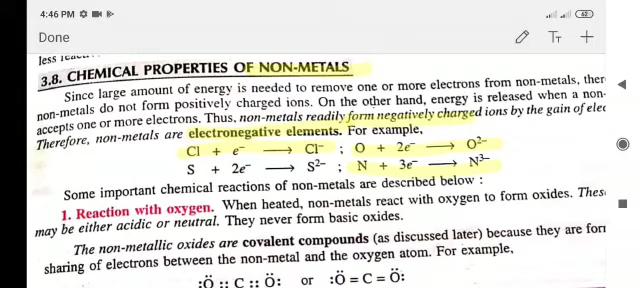 4:46 PM
62
Done
Tт
3.8. CHEMICAL PROPERTIES OF NON-METALS
Since large amount of energy is needed to remove one or more electrons from non-metals, ther
non-metals do not form positively charged ions. On the other hand, energy is released when a non-
accepts one or more electrons. Thus, non-metals readily form negatively charged ions by the gain of elec
Therefore, non-metals are electronegative elements. For example,
Cl + e⁻ ⟶ Cl⁻ ; O + 2e⁻ ⟶ O²⁻
S + 2e⁻ ⟶ S²⁻ ; N + 3e⁻ ⟶ N³⁻
Some important chemical reactions of non-metals are described below :
1. Reaction with oxygen. When heated, non-metals react with oxygen to form oxides. Thes
may be either acidic or neutral. They never form basic oxides.
The non-metallic oxides are covalent compounds (as discussed later) because they are for
sharing of electrons between the non-metal and the oxygen atom. For example,
:Ö :: C :: Ö: or :Ö = C = Ö: